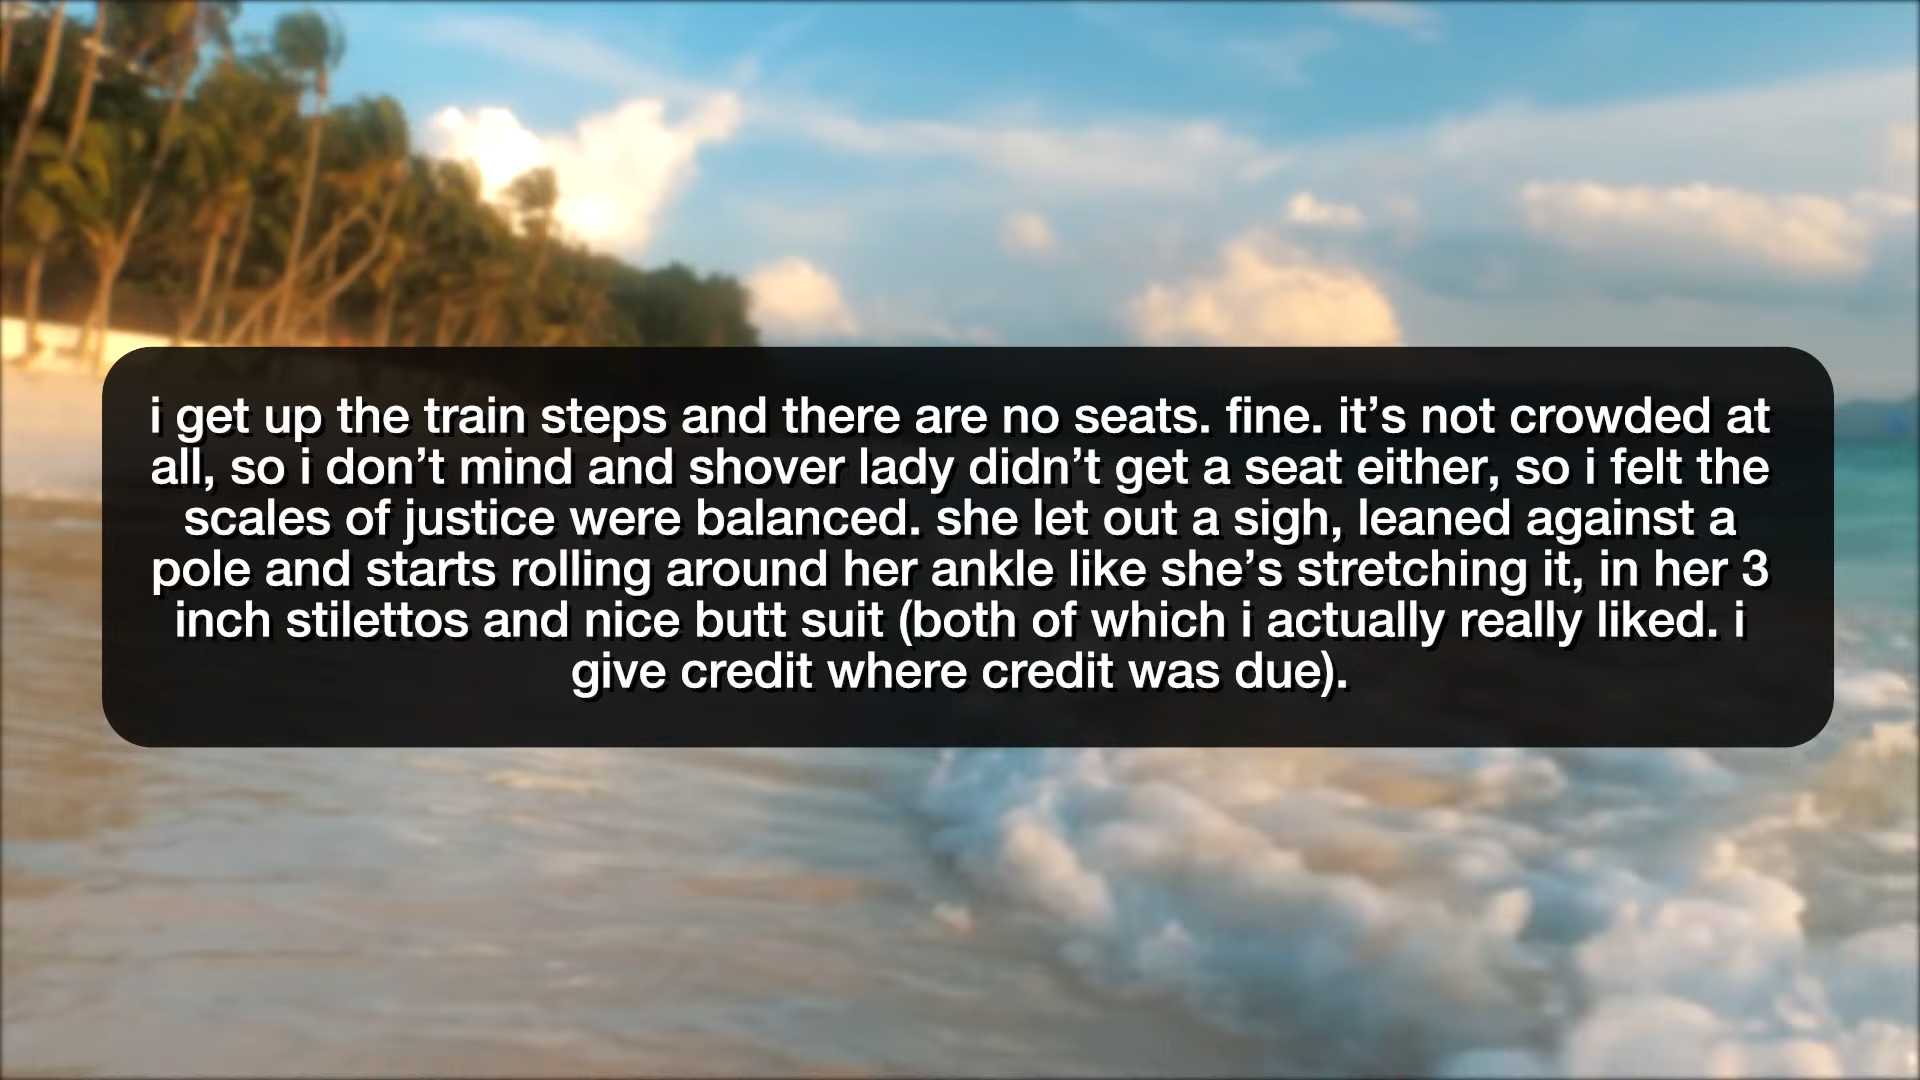 i get up the train steps and there are no seats. fine. it’s not crowded at
all, so i don’t mind and shover lady didn’t get a seat either, so i felt the
scales of justice were balanced. she let out a sigh, leaned against a
pole and starts rolling around her ankle like she’s stretching it, in her 3
inch stilettos and nice butt suit (both of which i actually really liked. i
give credit where credit was due).